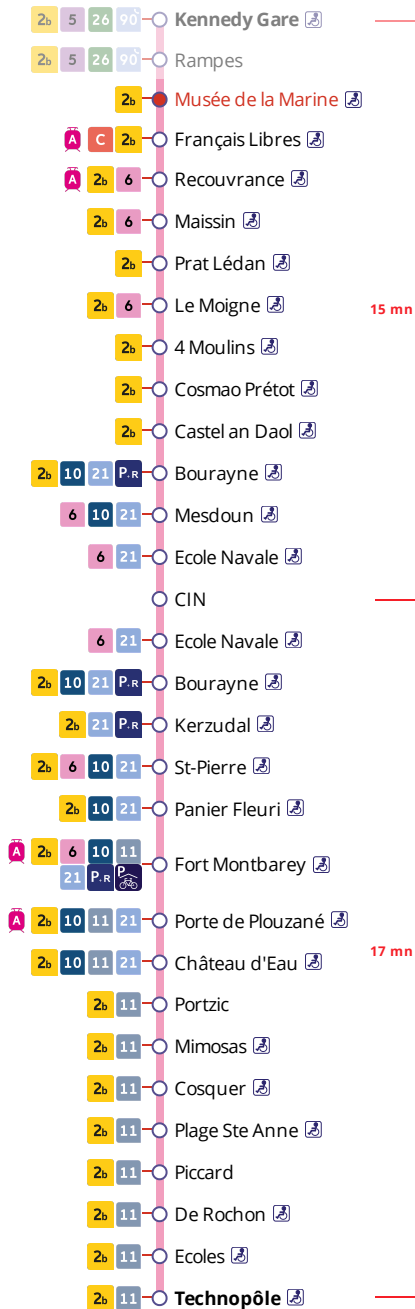 2b 5 26 90 Kennedy Gare
2b 5 26 90 Rampes
2b Musée de la Marine
A C 2b Français Libres
A 2b 6 Recouvrance
2b 6 Maissin
2b Prat Lédan
2b 6 Le Moigne 15 mn
2b 4 Moulins
2b Cosmao Prétot
2b Castel an Daol
2b 10 21 P+R Bourayne
6 10 21 Mesdoun
6 21 Ecole Navale
CIN
6 21 Ecole Navale
2b 10 21 P+R Bourayne
2b 21 P+R Kerzudal
2b 6 10 21 St-Pierre
2b 10 21 Panier Fleuri
A 2b 6 10 11
21 P+R P Fort Montbarey
A 2b 10 11 21 Porte de Plouzané
2b 10 11 21 Château d'Eau 17 mn
2b 11 Portzic
2b 11 Mimosas
2b 11 Cosquer
2b 11 Plage Ste Anne
2b 11 Piccard
2b 11 De Rochon
2b 11 Ecoles
2b 11 Technopôle